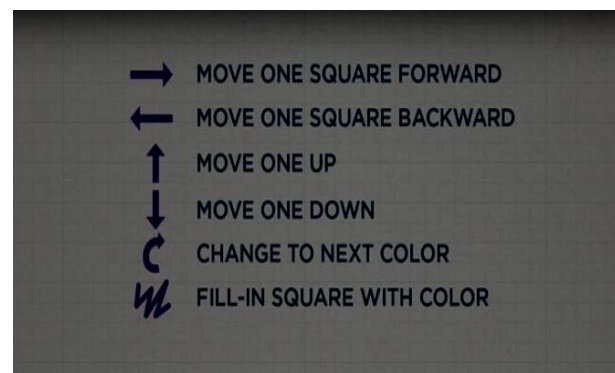 MOVE ONE SQUARE FORWARD
MOVE ONE SQUARE BACKWARD
MOVE ONE UP
MOVE ONE DOWN
CHANGE TO NEXT COLOR
FILL-IN SQUARE WITH COLOR